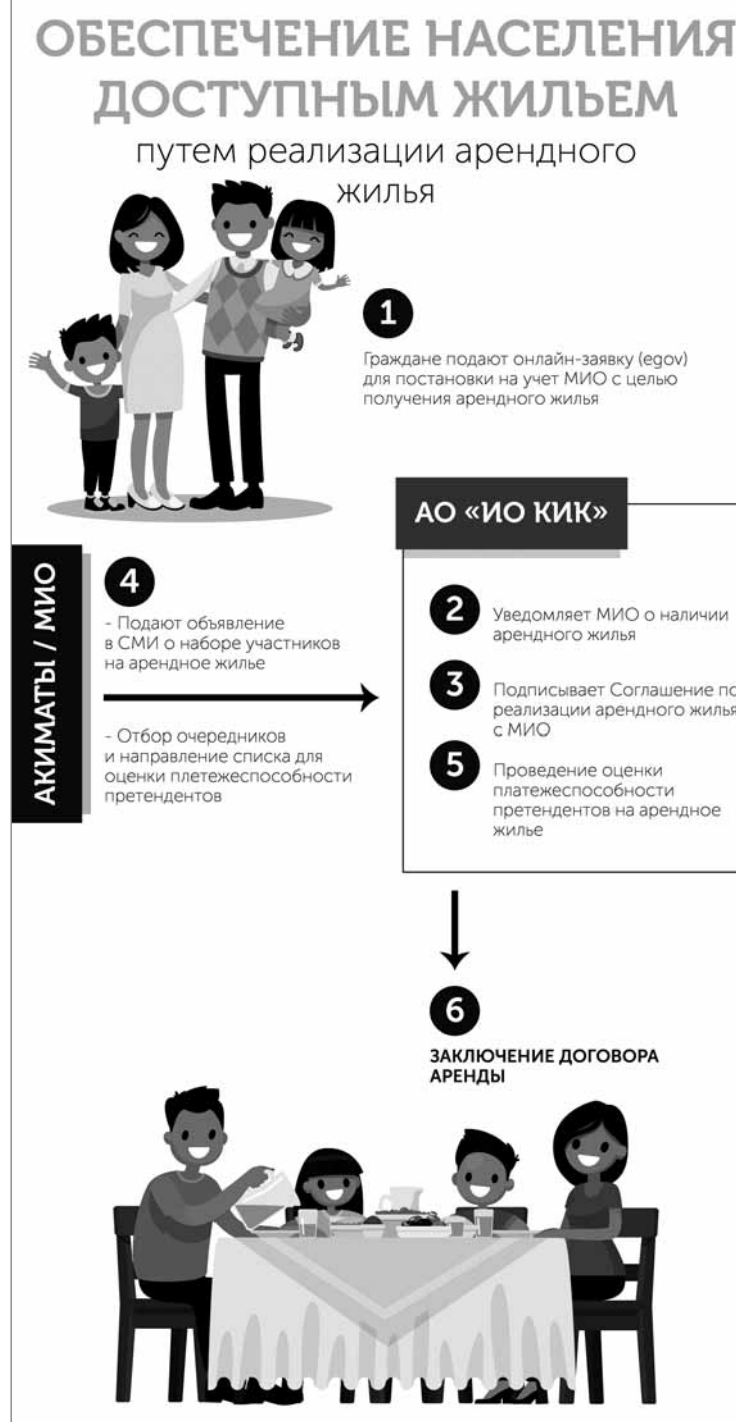 ОБЕСПЕЧЕНИЕ НАСЕЛЕНИЯ
ДОСТУПНЫМ ЖИЛЬЕМ
путем реализации арендного
жилья
1
Граждане подают онлайн-заявку (egov)
для постановки на учет МИО с целью
получения арендного жилья
АКИМАТЫ / МИО
4
- Подают объявление
в СМИ о наборе участников
на арендное жилье
- Отбор очередников
и направление списка для
оценки плетежеспособности
претендентов
АО «ИО КИК»
2
Уведомляет МИО о наличии
арендного жилья
3
Подписывает Соглашение по
реализации арендного жилья
с МИО
5
Проведение оценки
платежеспособности
претендентов на арендное
жилье
6
ЗАКЛЮЧЕНИЕ ДОГОВОРА
АРЕНДЫ